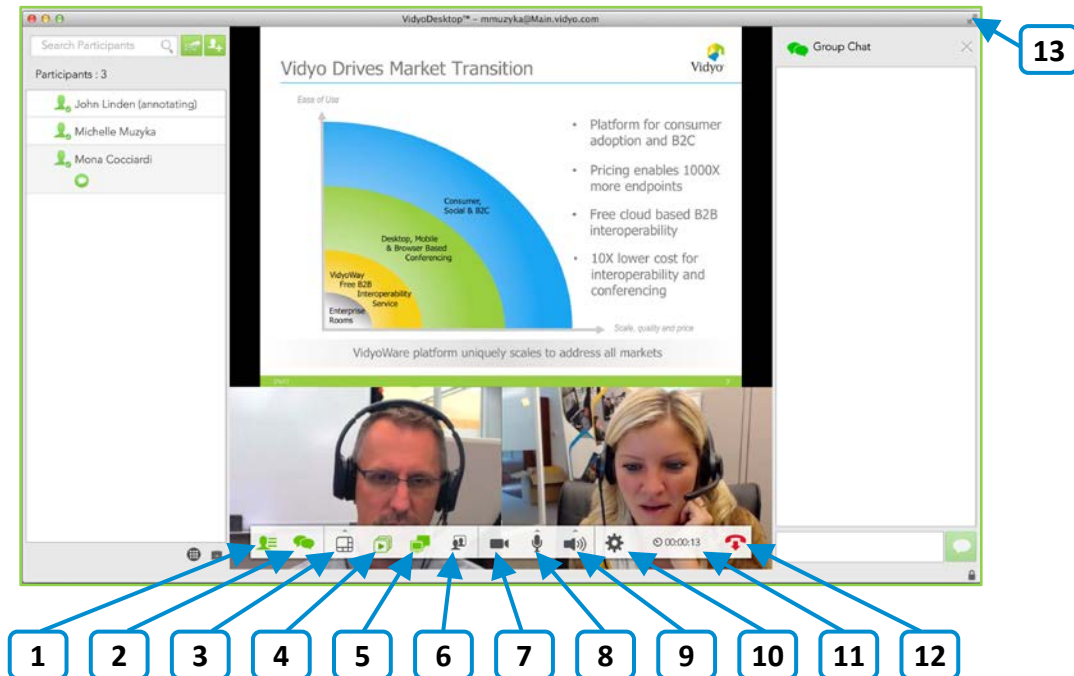 VidyoDesktop™ – mmuzyka@Main.vidyo.com
13
Search Participants
Participants : 3
John Linden (annotating)
Michelle Muzyka
Mona Cocciardi
Vidyo Drives Market Transition
Vidyo
Ease of Use
Consumer,
Social & B2C
Desktop, Mobile
& Browser Based
Conferencing
VidyoWay
Free B2B
Interoperability
Service
Enterprise
Rooms
Scale, quality and price
• Platform for consumer
adoption and B2C
• Pricing enables 1000X
more endpoints
• Free cloud based B2B
interoperability
• 10X lower cost for
interoperability and
conferencing
VidyoWare platform uniquely scales to address all markets
Group Chat
00:00:13
1 2 3 4 5 6 7 8 9 10 11 12